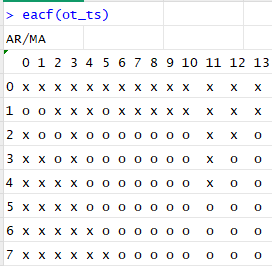 > eacf(ot_ts)
AR/MA
0 1 2 3 4 5 6 7 8 9 10 11 12 13
0 x x x x x x x x x x x x x x
1 o o x x x o x x x x x x x x
2 x o o x o o o o o o o x x o
3 x x o x o o o o o o o x o o
4 x x x x o o o o o o o x o o
5 x x x x o o o o o o o o o o
6 x x x x x o o o o o o o o o
7 x x x x x x o o o o o o o o